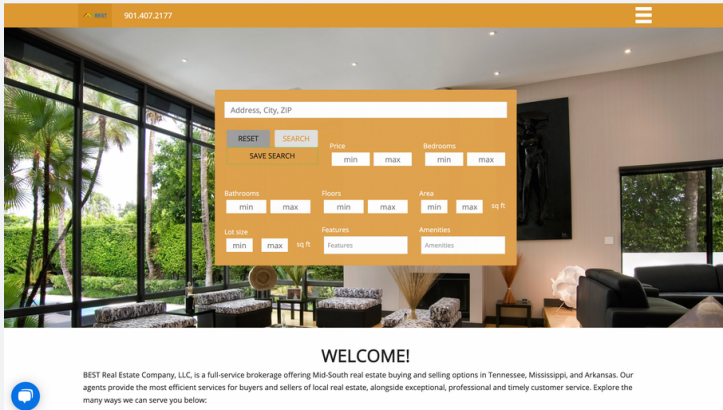 BEST
901.407.2177
Address, City, ZIP
RESET
SEARCH
SAVE SEARCH
Price
min
max
Bedrooms
min
max
Bathrooms
min
max
Floors
min
max
Area
min
max
sq ft
Lot size
min
max
sq ft
Features
Features
Amenities
Amenities
WELCOME!
BEST Real Estate Company, LLC, is a full-service brokerage offering Mid-South real estate buying and selling options in Tennessee, Mississippi, and Arkansas. Our
agents provide the most efficient services for buyers and sellers of local real estate, alongside exceptional, professional and timely customer service. Explore the
many ways we can serve you below: